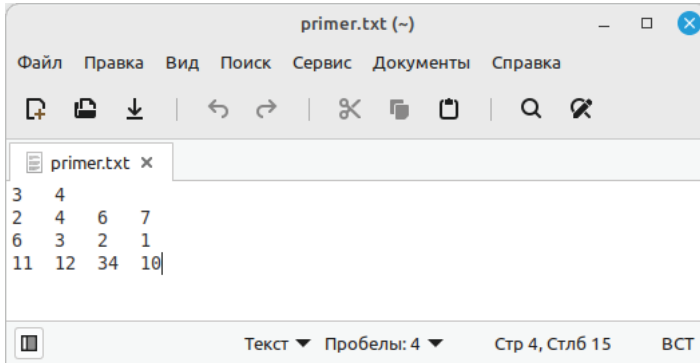 primer.txt (~)
Файл Правка Вид Поиск Сервис Документы Справка
primer.txt
3 4
2 4 6 7
6 3 2 1
11 12 34 10
Текст Пробелы: 4 Стр 4, Стлб 15 ВСТ